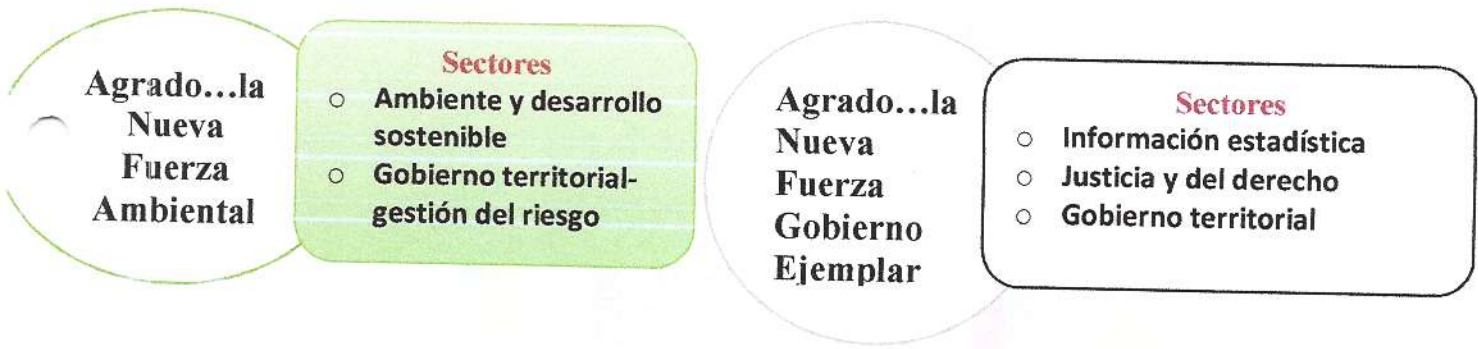 Agrado...la
Nueva
Fuerza
Ambiental
Sectores
○ Ambiente y desarrollo
sostenible
○ Gobierno territorial-
gestión del riesgo
Agrado...la
Nueva
Fuerza
Gobierno
Ejemplar
Sectores
○ Información estadística
○ Justicia y del derecho
○ Gobierno territorial